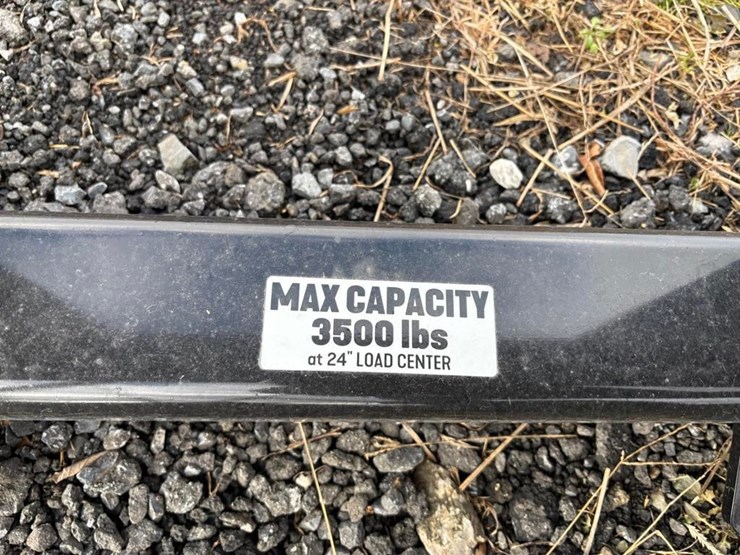 MAX CAPACITY
3500 lbs
at 24" LOAD CENTER